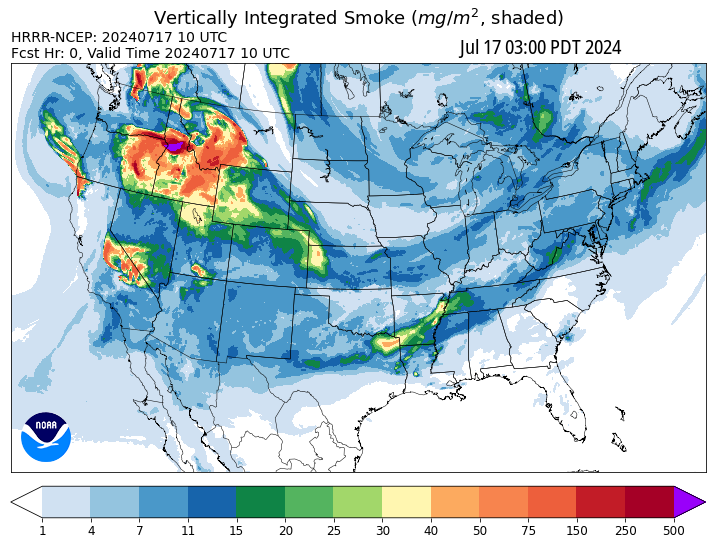 Vertically Integrated Smoke (mg/m², shaded)
HRRR-NCEP: 20240717 10 UTC
Fcst Hr: 0, Valid Time 20240717 10 UTC
Jul 17 03:00 PDT 2024
NOAA
1 4 7 11 15 20 25 30 40 50 75 150 250 500